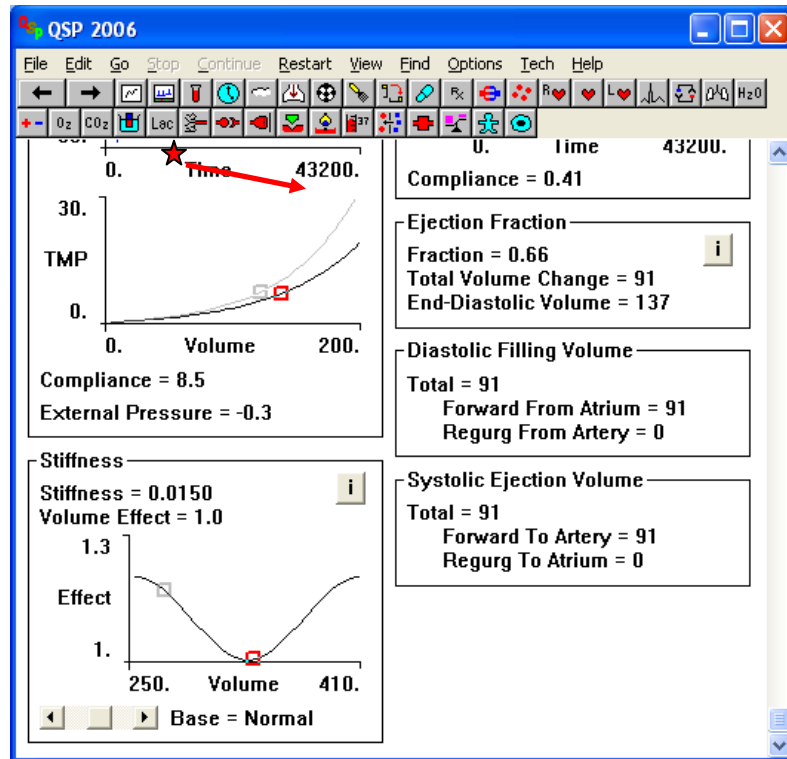 QSP 2006
File Edit Go Stop Continue Restart View Find Options Tech Help
Rx R L H2O
+ - O2 CO2 Lac 37
0. Time 43200.
30.
TMP
0.
0. Volume 200.
Compliance = 8.5
External Pressure = -0.3
Stiffness
Stiffness = 0.0150
i
Volume Effect = 1.0
1.3
Effect
1.
250. Volume 410.
Base = Normal
0. Time 43200.
Compliance = 0.41
Ejection Fraction
Fraction = 0.66
i
Total Volume Change = 91
End-Diastolic Volume = 137
Diastolic Filling Volume
Total = 91
Forward From Atrium = 91
Regurg From Artery = 0
Systolic Ejection Volume
Total = 91
Forward To Artery = 91
Regurg To Atrium = 0